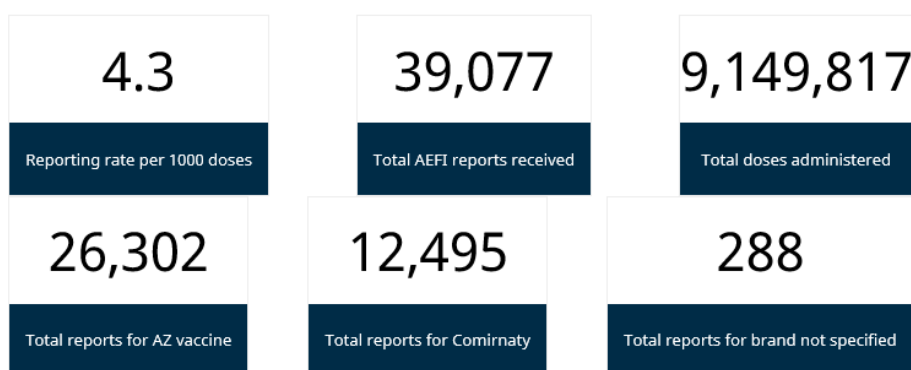 4.3
39,077
9,149,817
Reporting rate per 1000 doses
Total AEFI reports received
Total doses administered
26,302
12,495
288
Total reports for AZ vaccine
Total reports for Comirnaty
Total reports for brand not specified